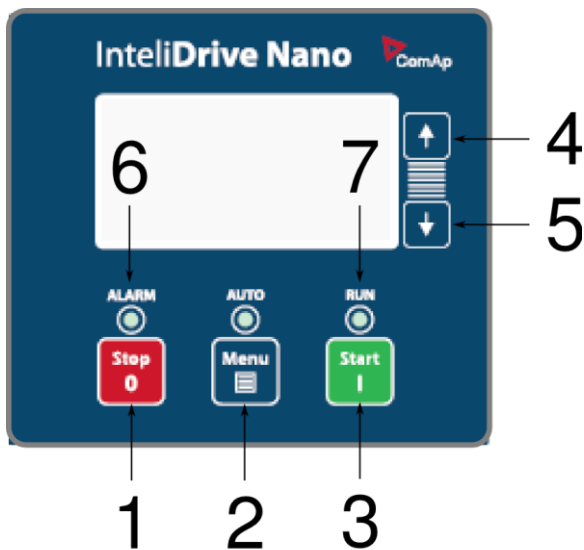 InteliDrive Nano ComAp
6 7
4
5
ALARM AUTO RUN
Stop Menu Start
0 I
1 2 3